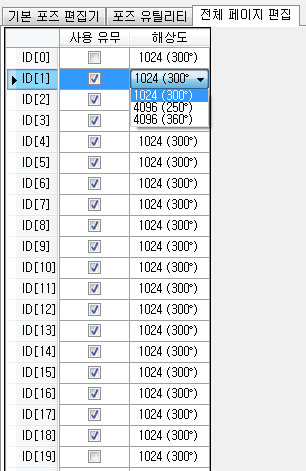 기본 포즈 편집기 포즈 유틸리티 전체 페이지 편집
사용 유무 해상도
ID[0] 1024 (300°)
ID[1] 1024 (300°
1024 (300°)
ID[2] 4096 (250°)
ID[3] 4096 (360°)
ID[4] 1024 (300°)
ID[5] 1024 (300°)
ID[6] 1024 (300°)
ID[7] 1024 (300°)
ID[8] 1024 (300°)
ID[9] 1024 (300°)
ID[10] 1024 (300°)
ID[11] 1024 (300°)
ID[12] 1024 (300°)
ID[13] 1024 (300°)
ID[14] 1024 (300°)
ID[15] 1024 (300°)
ID[16] 1024 (300°)
ID[17] 1024 (300°)
ID[18] 1024 (300°)
ID[19] 1024 (300°)